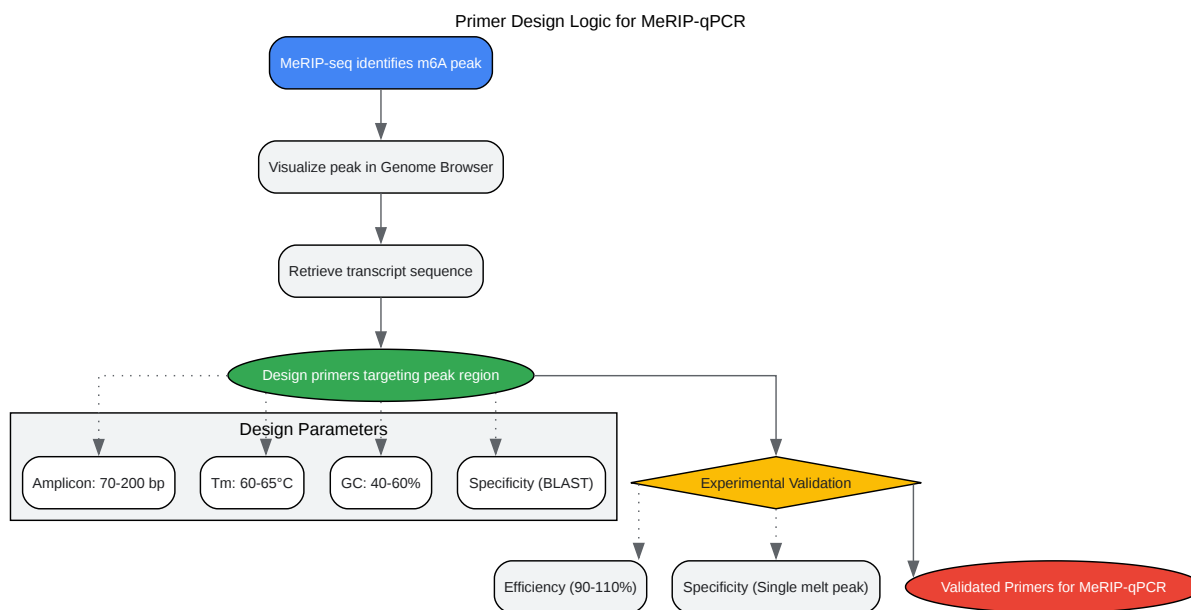 Primer Design Logic for MeRIP-qPCR
MeRIP-seq identifies m6A peak
Visualize peak in Genome Browser
Retrieve transcript sequence
Design primers targeting peak region
Design Parameters
Amplicon: 70-200 bp
Tm: 60-65°C
GC: 40-60%
Specificity (BLAST)
Experimental Validation
Efficiency (90-110%)
Specificity (Single melt peak)
Validated Primers for MeRIP-qPCR